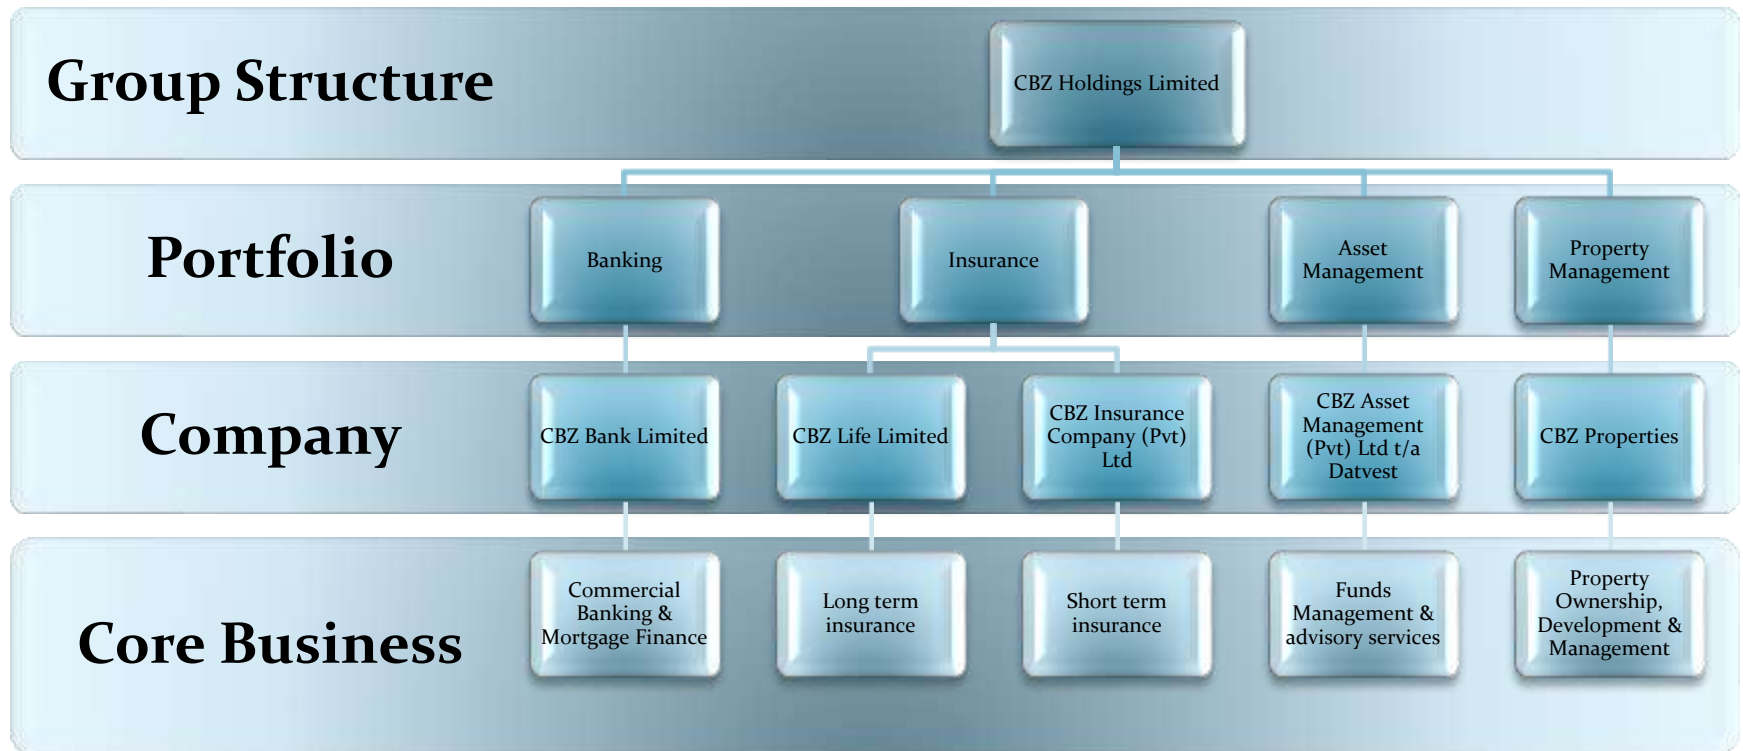 Group Structure
CBZ Holdings Limited
Portfolio
Banking
Insurance
Asset
Management
Property
Management
Company
CBZ Bank Limited
CBZ Life Limited
CBZ Insurance
Company (Pvt)
Ltd
CBZ Asset
Management
(Pvt) Ltd t/a
Datvest
CBZ Properties
Core Business
Commercial
Banking &
Mortgage Finance
Long term
insurance
Short term
insurance
Funds
Management &
advisory services
Property
Ownership,
Development &
Management